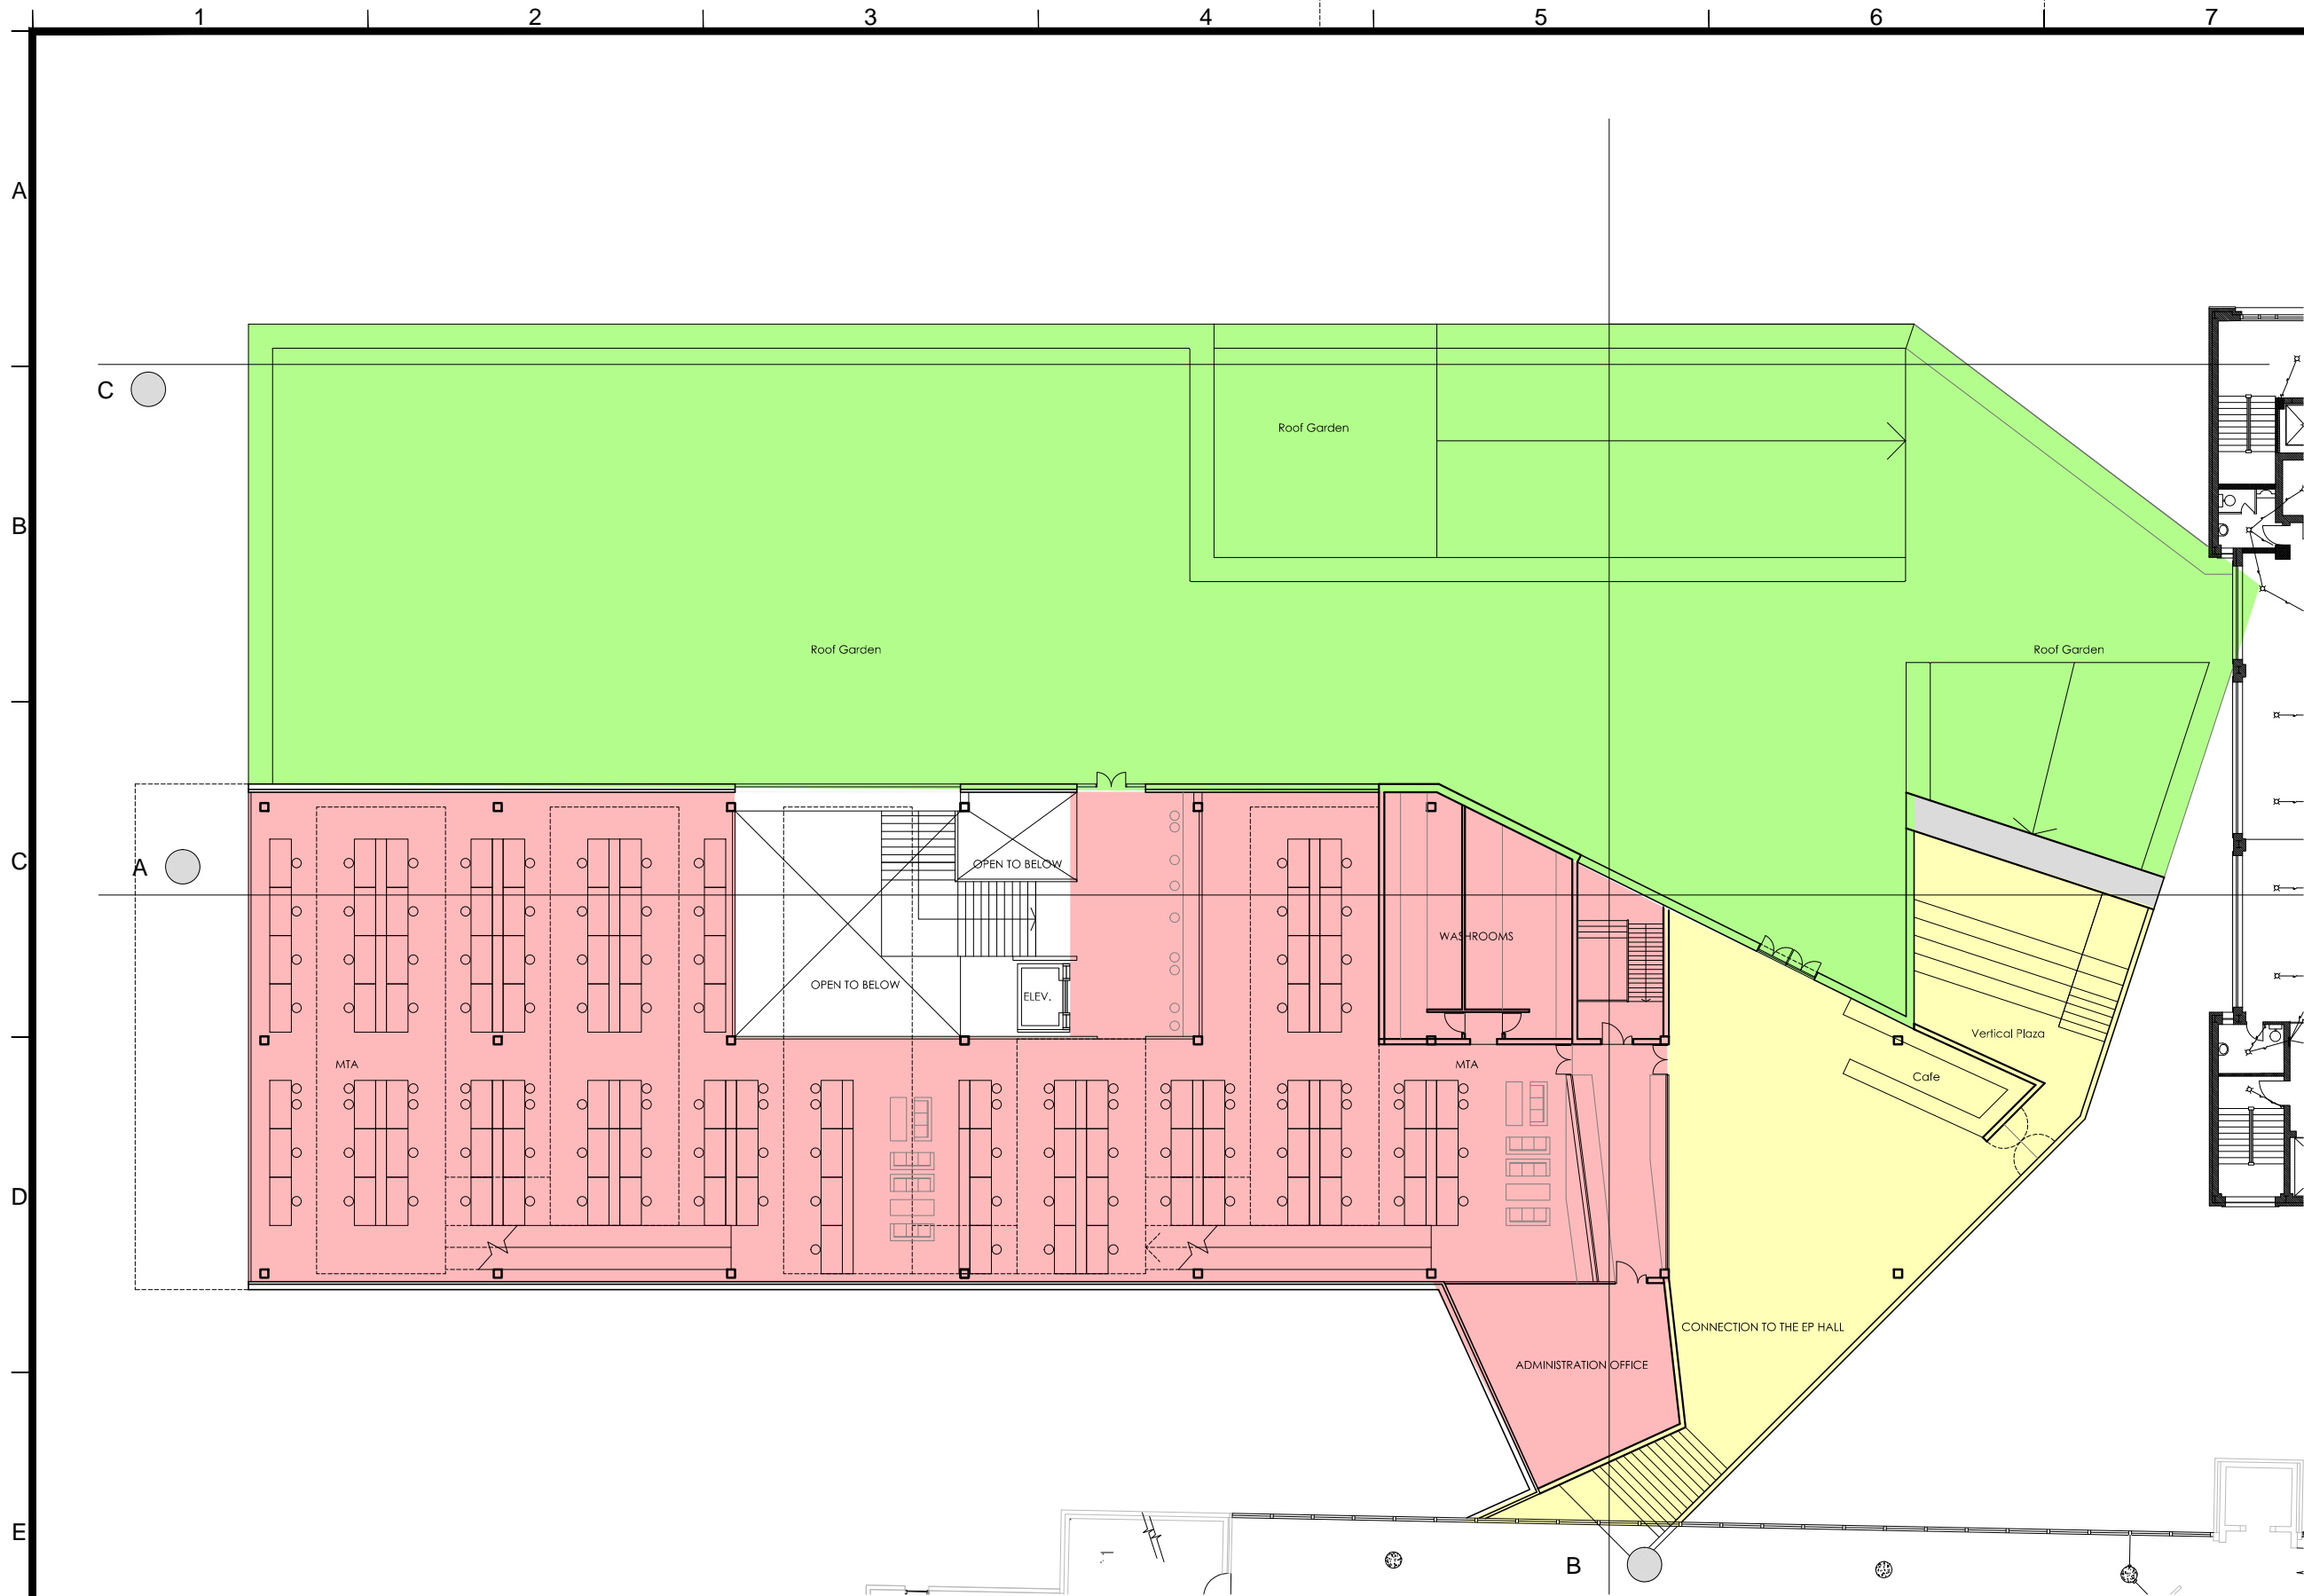 1 2 3 4 5 6 7
A
C
Roof Garden
B
Roof Garden Roof Garden
C
A
OPEN TO BELOW
WASHROOMS
OPEN TO BELOW
ELEV.
Vertical Plaza
MTA MTA
Cafe
D
CONNECTION TO THE EP HALL
ADMINISTRATION OFFICE
E
B